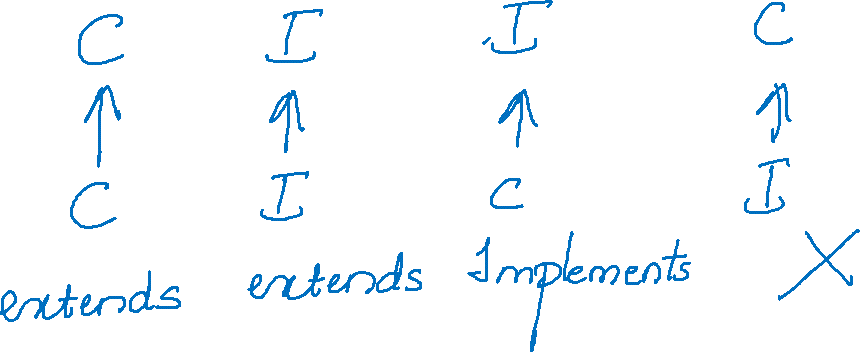 C I I C
C I C I
extends extends Implements X